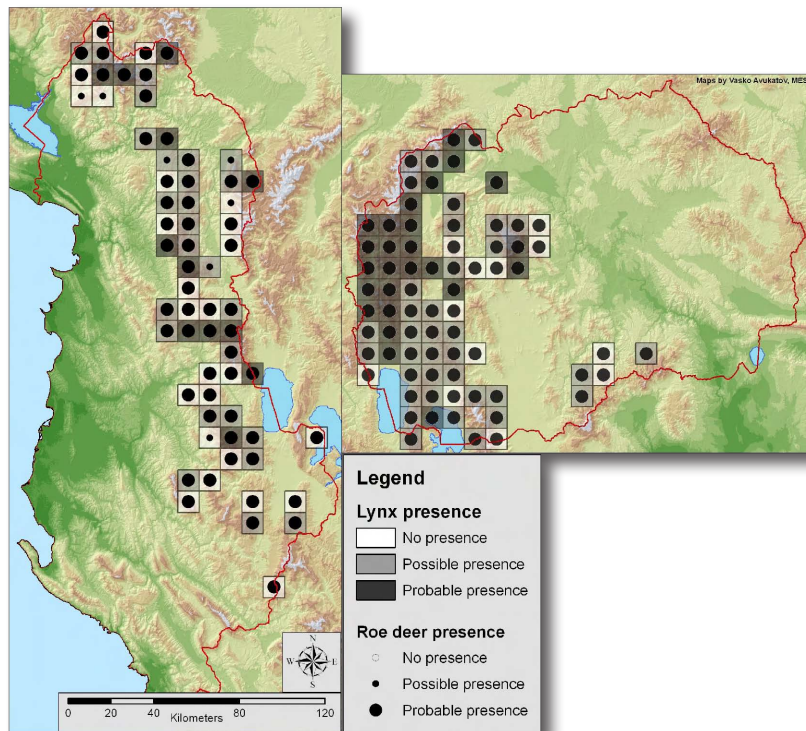 Maps by Vasko Avukatov, MES
Legend
Lynx presence
No presence
Possible presence
Probable presence
Roe deer presence
No presence
Possible presence
Probable presence
N
W E
S
0 20 40 80 120
Kilometers